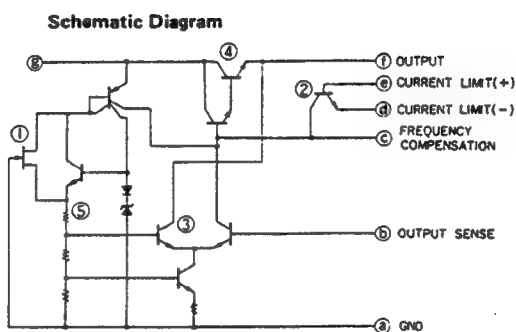 Schematic Diagram
④
ⓖ
ⓕ OUTPUT
ⓔ CURRENT LIMIT(+)
②
ⓓ CURRENT LIMIT(−)
①
ⓒ FREQUENCY
COMPENSATION
⑤
③
ⓑ OUTPUT SENSE
ⓐ GND